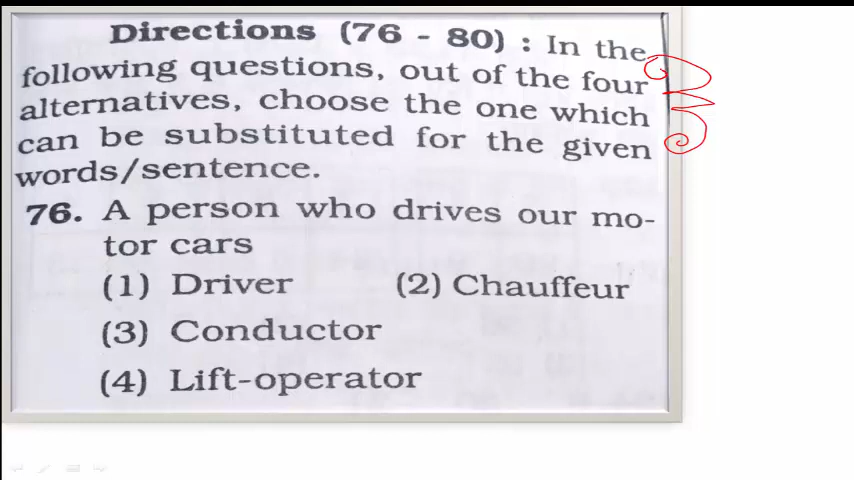 Directions (76 - 80) : In the
following questions, out of the four
alternatives, choose the one which
can be substituted for the given
words/sentence.
76. A person who drives our mo-
tor cars
(1) Driver (2) Chauffeur
(3) Conductor
(4) Lift-operator